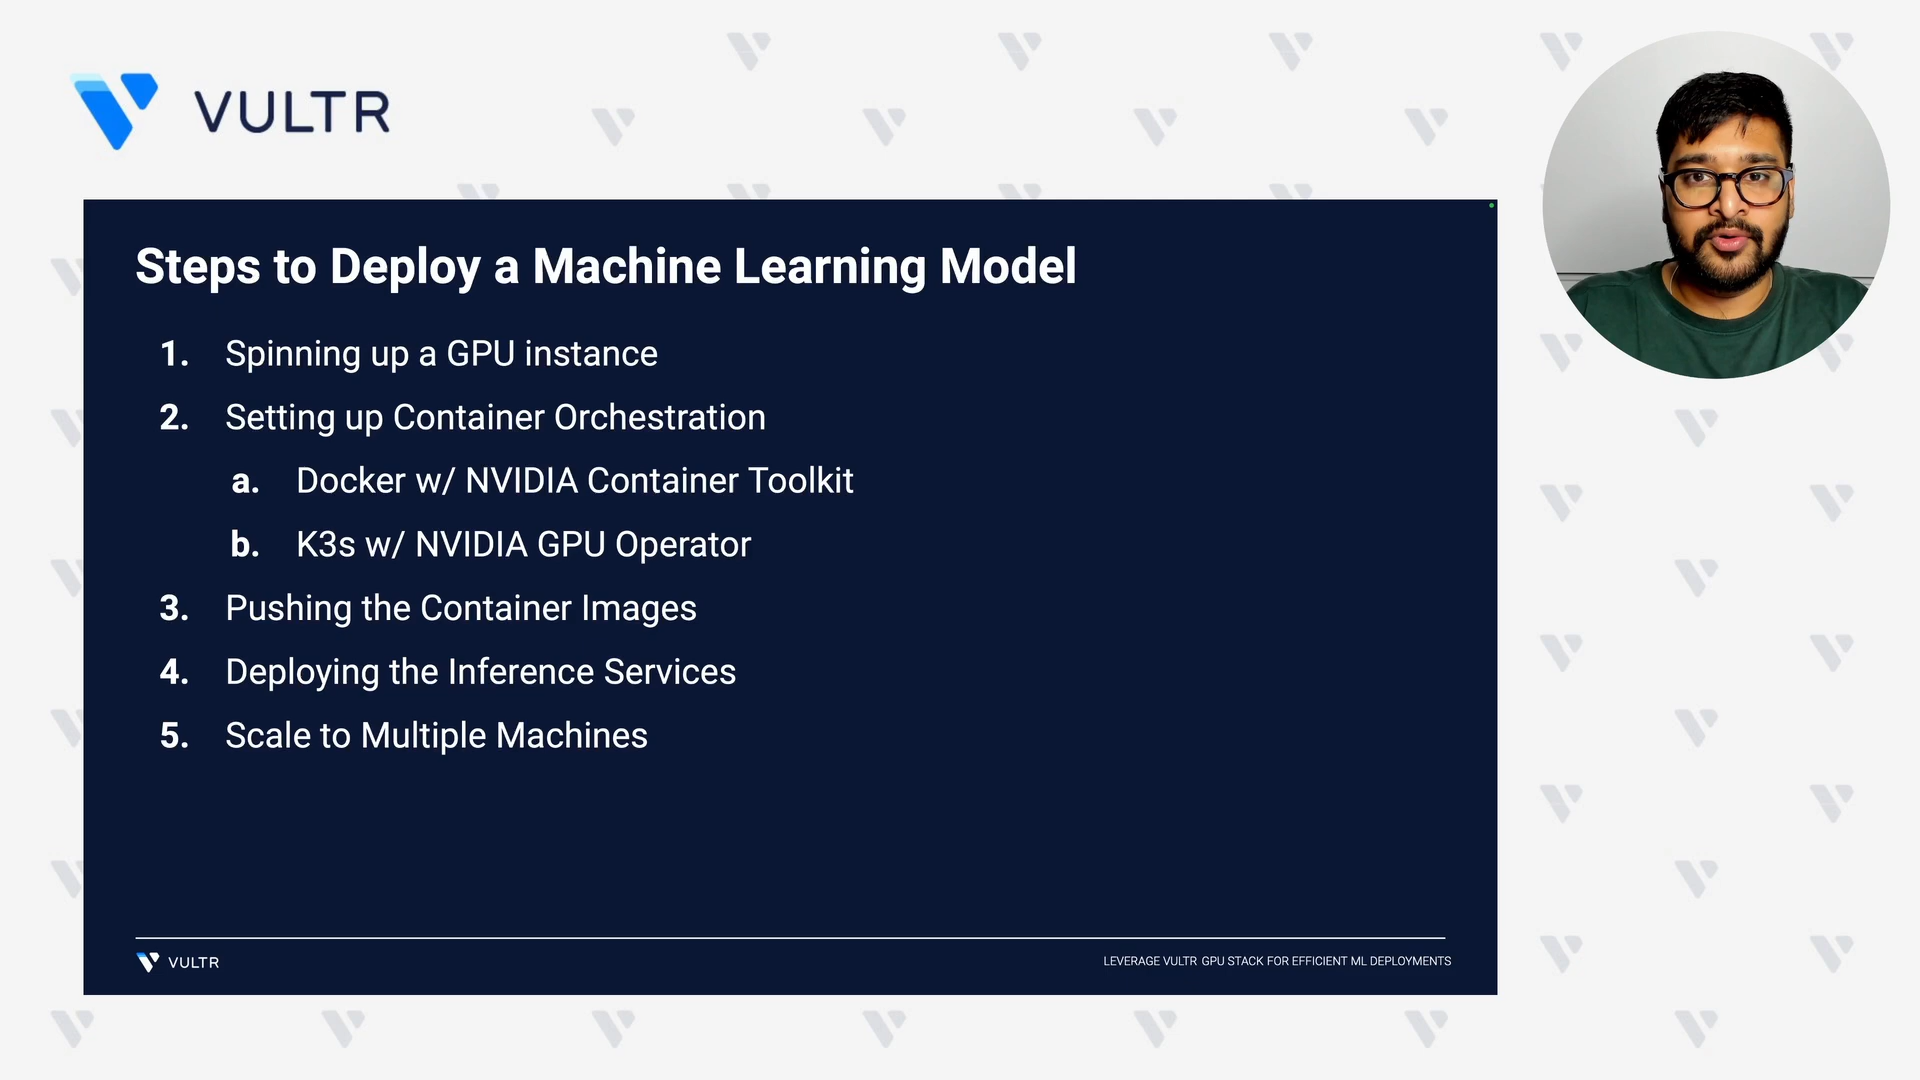 VULTR
Steps to Deploy a Machine Learning Model
1. Spinning up a GPU instance
2. Setting up Container Orchestration
a. Docker w/ NVIDIA Container Toolkit
b. K3s w/ NVIDIA GPU Operator
3. Pushing the Container Images
4. Deploying the Inference Services
5. Scale to Multiple Machines
VULTR
LEVERAGE VULTR GPU STACK FOR EFFICIENT ML DEPLOYMENTS